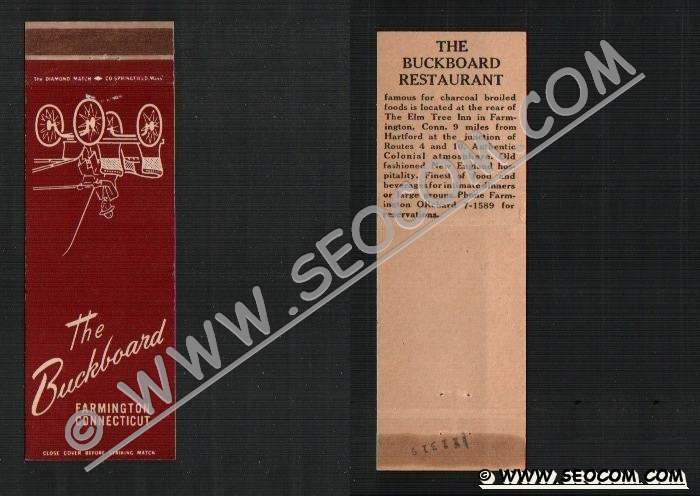 The DIAMOND MATCH CO. SPRINGFIELD, Mass.
The
Buckboard
FARMINGTON
CONNECTICUT
CLOSE COVER BEFORE STRIKING MATCH
THE
BUCKBOARD
RESTAURANT
famous for charcoal broiled
foods is located at the rear of
The Elm Tree Inn in Farm-
ington, Conn. 9 miles from
Hartford at the junction of
Routes 4 and 10. Authentic
Colonial atmosphere. Old
fashioned New England hos-
pitality. Finest of food and
beverages for intimate dinners
or large groups. Phone Farm-
ington ORchard 7-1589 for
reservations.
© WWW.SEOCOM.COM
© WWW.SEOCOM.COM